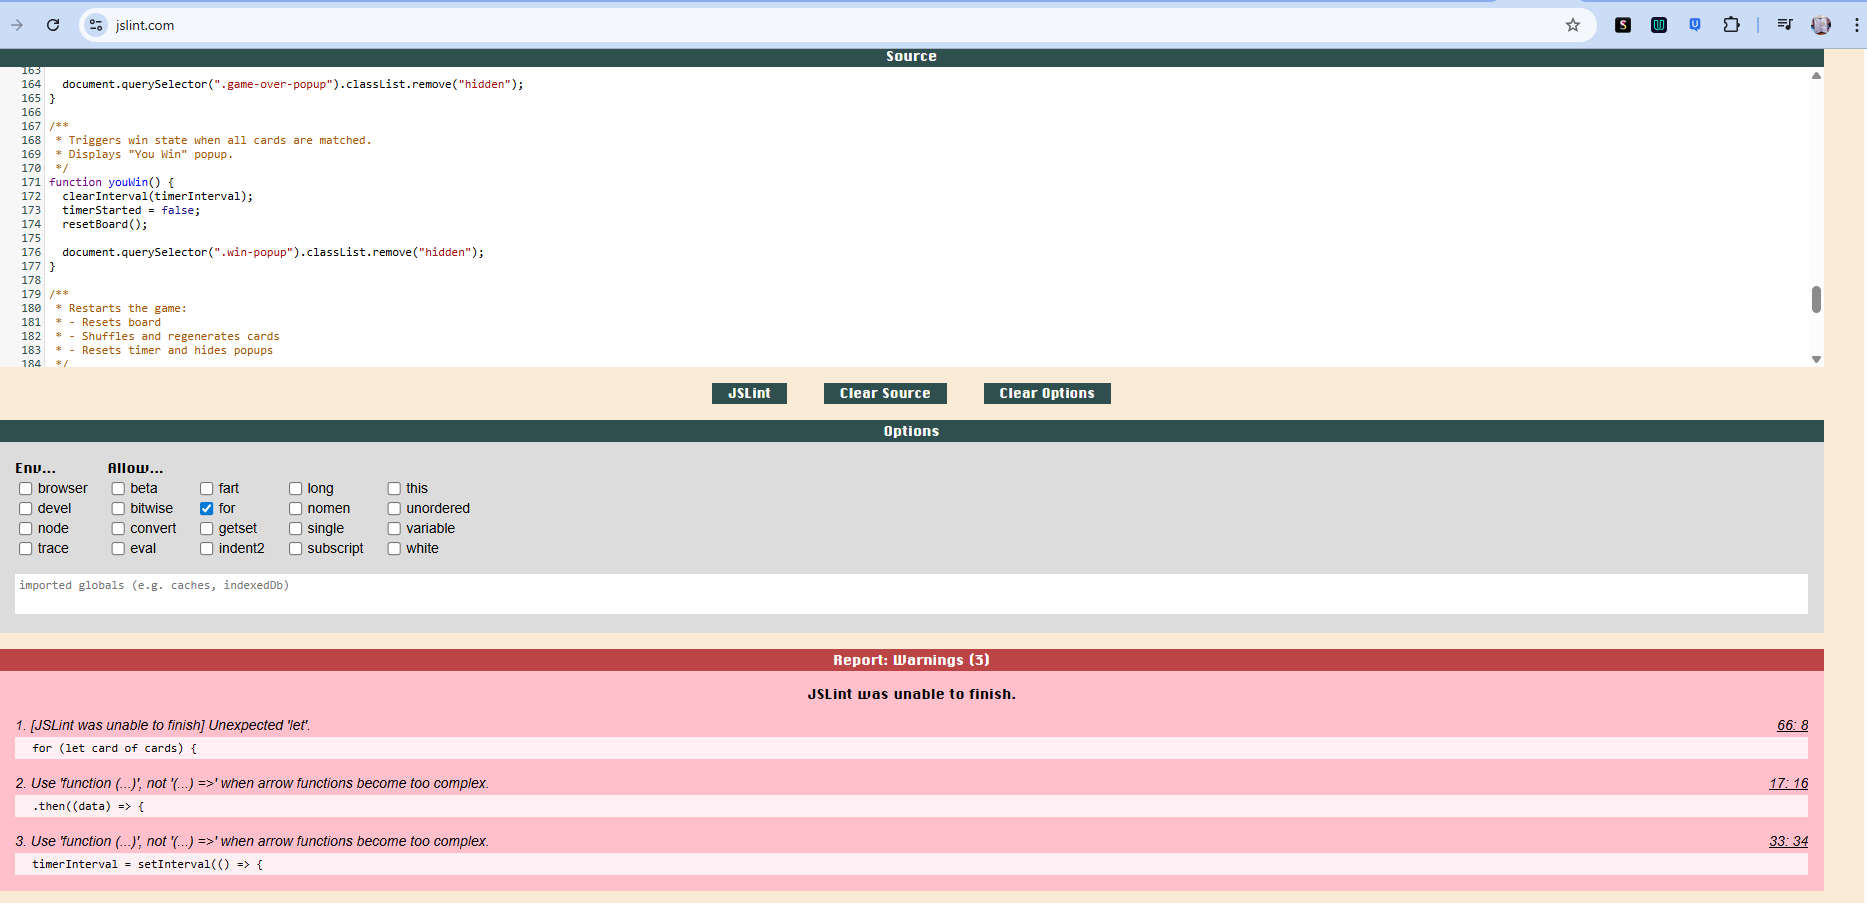 jslint.com
Source
163
164 document.querySelector(".game-over-popup").classList.remove("hidden");
165 }
166
167 /**
168 * Triggers win state when all cards are matched.
169 * Displays "You Win" popup.
170 */
171 function youWin() {
172 clearInterval(timerInterval);
173 timerStarted = false;
174 resetBoard();
175
176 document.querySelector(".win-popup").classList.remove("hidden");
177 }
178
179 /**
180 * Restarts the game:
181 * - Resets board
182 * - Shuffles and regenerates cards
183 * - Resets timer and hides popups
184 */
JSLint Clear Source Clear Options
Options
Env... Allow...
browser beta fart long this
devel bitwise for nomen unordered
node convert getset single variable
trace eval indent2 subscript white
imported globals (e.g. caches, indexedDb)
Report: Warnings (3)
JSLint was unable to finish.
1. [JSLint was unable to finish] Unexpected 'let'. 66: 8
for (let card of cards) {
2. Use 'function (...)', not '(...) =>' when arrow functions become too complex. 17: 16
.then((data) => {
3. Use 'function (...)', not '(...) =>' when arrow functions become too complex. 33: 34
timerInterval = setInterval(() => {